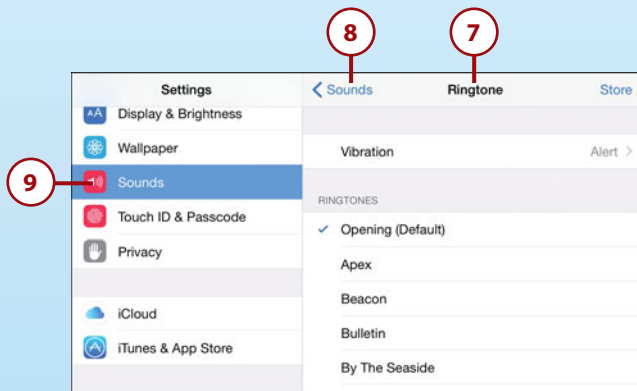 8
7
Settings
Sounds
Ringtone
Store
AA
Display & Brightness
Wallpaper
Vibration
Alert
9
Sounds
RINGTONES
Touch ID & Passcode
Opening (Default)
Privacy
Apex
Beacon
iCloud
Bulletin
iTunes & App Store
By The Seaside